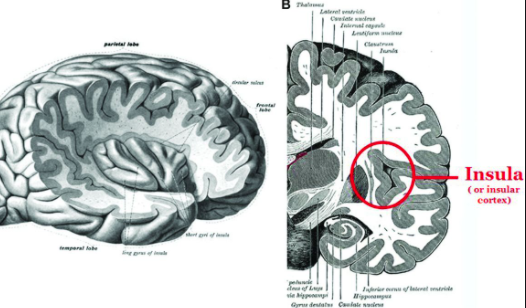 parietal lobe
circular sulcus
frontal
lobe
short gyri of insula
long gyrus of insula
temporal lobe
B
Thalamus
Lateral ventricle
Caudate nucleus
Internal capsule
Lentiform nucleus
Claustrum
Insula
Insula
( or insular
cortex)
Inferior cornu of lateral ventricle
Hippocampus
Gyrus dentatus
Caudate nucleus